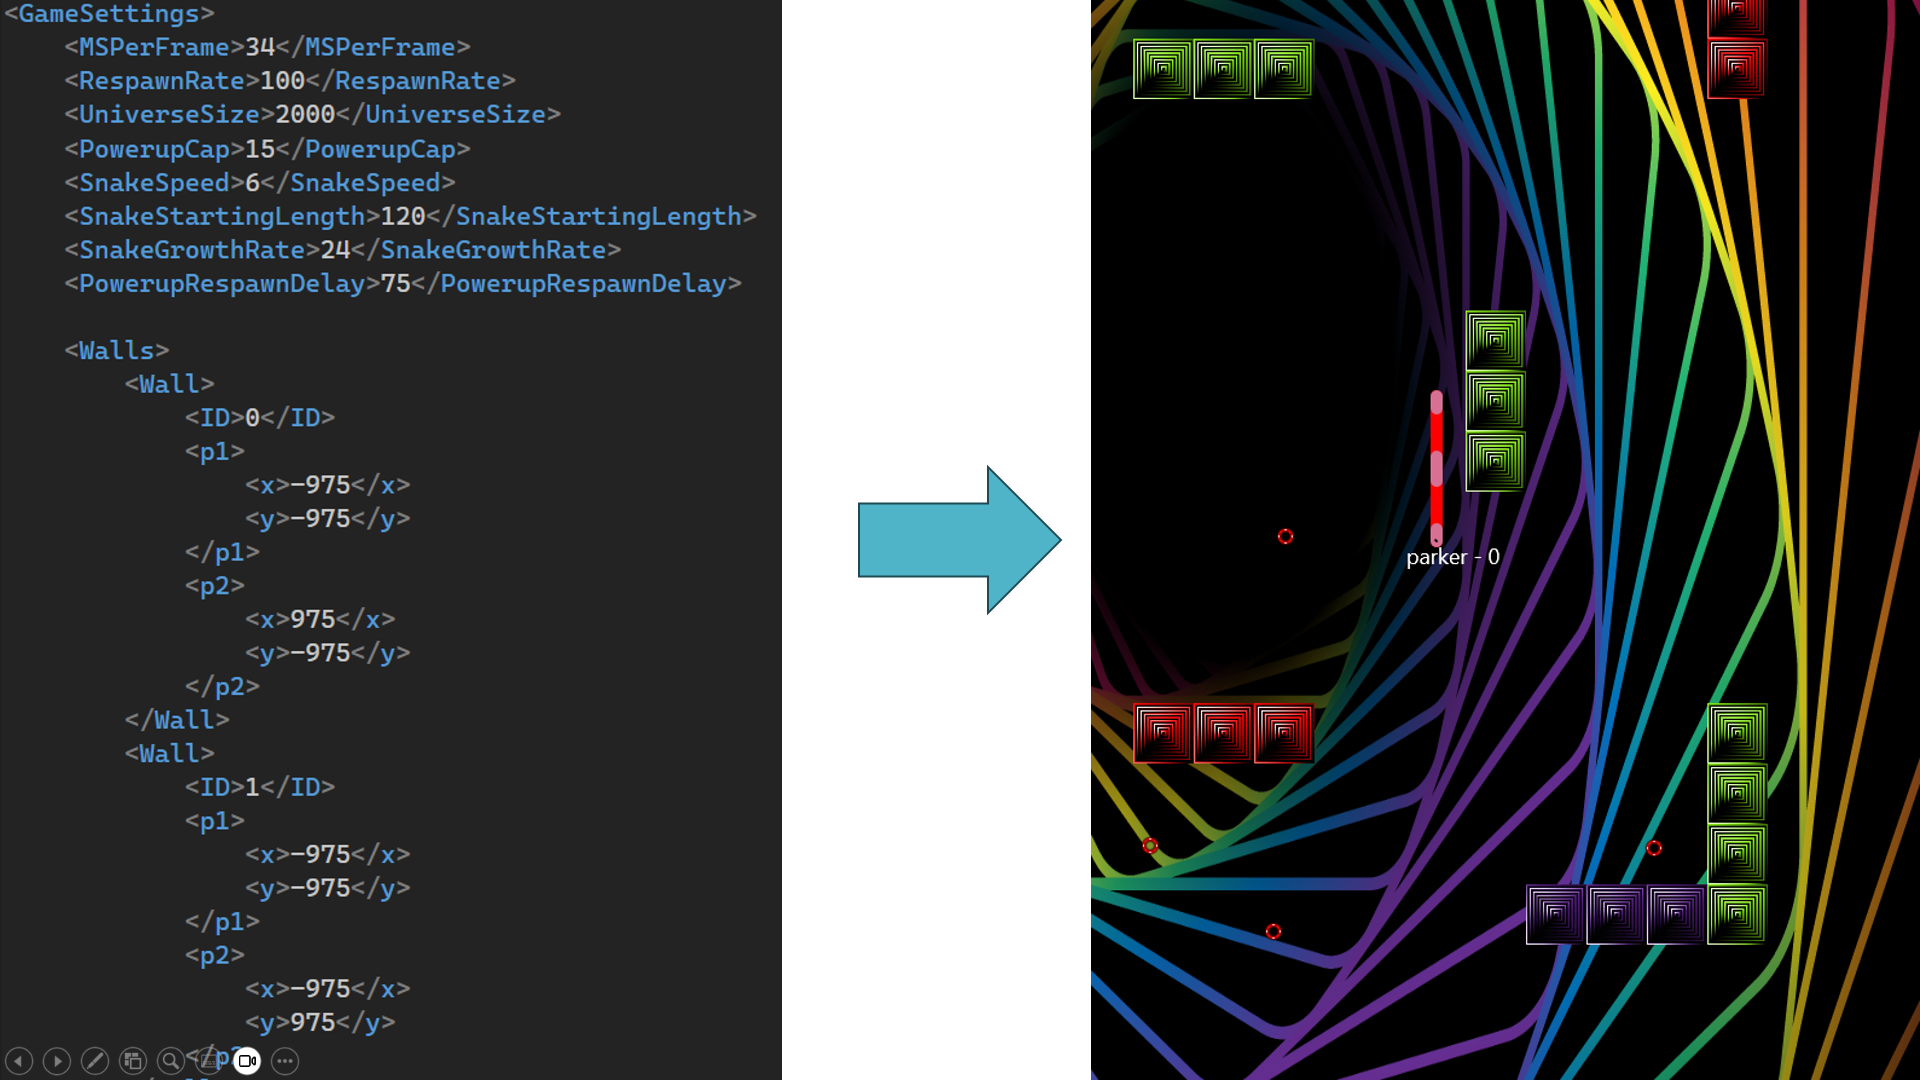 <GameSettings>
<MSPerFrame>34</MSPerFrame>
<RespawnRate>100</RespawnRate>
<UniverseSize>2000</UniverseSize>
<PowerupCap>15</PowerupCap>
<SnakeSpeed>6</SnakeSpeed>
<SnakeStartingLength>120</SnakeStartingLength>
<SnakeGrowthRate>24</SnakeGrowthRate>
<PowerupRespawnDelay>75</PowerupRespawnDelay>
<Walls>
<Wall>
<ID>0</ID>
<p1>
<x>-975</x>
<y>-975</y>
</p1>
<p2>
<x>975</x>
<y>-975</y>
</p2>
</Wall>
<Wall>
<ID>1</ID>
<p1>
<x>-975</x>
<y>-975</y>
</p1>
<p2>
<x>-975</x>
<y>975</y>
parker - 0